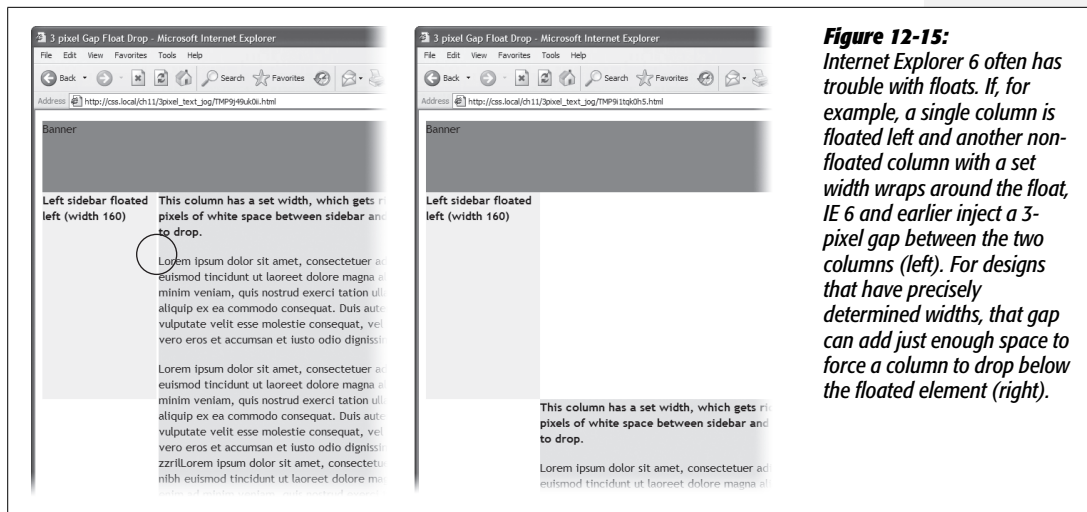 3 pixel Gap Float Drop - Microsoft Internet Explorer
File Edit View Favorites Tools Help
Back Search Favorites
Address http://css.local/ch11/3pixel_text_jog/TMP9j49uk0ii.html
Banner
Left sidebar floated
left (width 160)
This column has a set width, which gets
pixels of white space between sidebar and
to drop.
Lorem ipsum dolor sit amet, consectetuer
euismod tincidunt ut laoreet dolore magna
minim veniam, quis nostrud exerci tation
aliquip ex ea commodo consequat. Duis aute
vulputate velit esse molestie consequat, vel
vero eros et accumsan et iusto odio
Lorem ipsum dolor sit amet, consectetuer
euismod tincidunt ut laoreet dolore magna
minim veniam, quis nostrud exerci tation
aliquip ex ea commodo consequat. Duis aute
vulputate velit esse molestie consequat, vel
vero eros et accumsan et iusto odio
zzrilLorem ipsum dolor sit amet,
nibh euismod tincidunt ut laoreet dolore
3 pixel Gap Float Drop - Microsoft Internet Explorer
File Edit View Favorites Tools Help
Back Search Favorites
Address http://css.local/ch11/3pixel_text_jog/TMP9i1tqk0h5.html
Banner
Left sidebar floated
left (width 160)
This column has a set width, which gets
pixels of white space between sidebar and
to drop.
Lorem ipsum dolor sit amet, consectetuer
euismod tincidunt ut laoreet dolore magna
Figure 12-15:
Internet Explorer 6 often has
trouble with floats. If, for
example, a single column is
floated left and another non-
floated column with a set
width wraps around the float,
IE 6 and earlier inject a 3-
pixel gap between the two
columns (left). For designs
that have precisely
determined widths, that gap
can add just enough space to
force a column to drop below
the floated element (right).